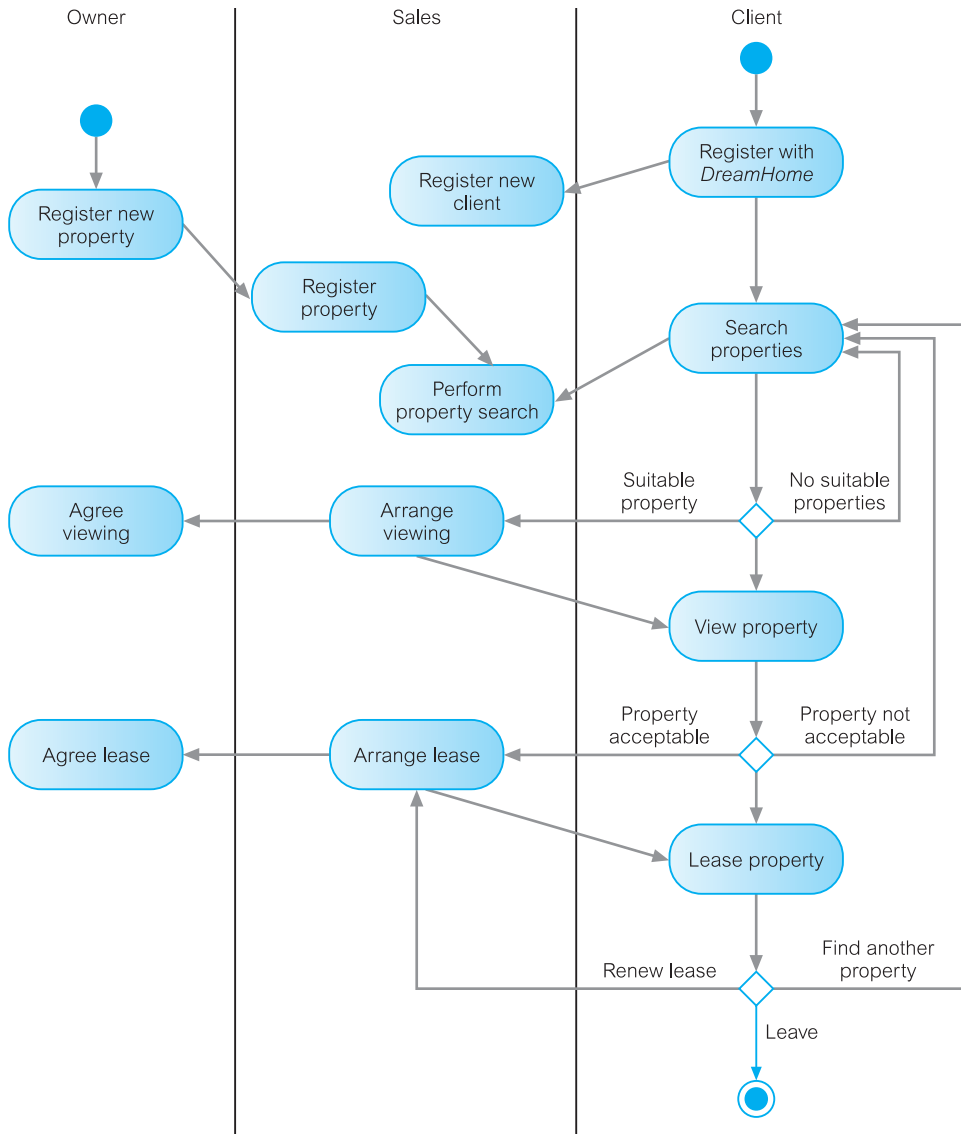 Owner
Sales
Client
Register with
DreamHome
Register new
client
Register new
property
Register
property
Search
properties
Perform
property search
Suitable
property
No suitable
properties
Agree
viewing
Arrange
viewing
View property
Property
acceptable
Property not
acceptable
Agree lease
Arrange lease
Lease property
Renew lease
Find another
property
Leave